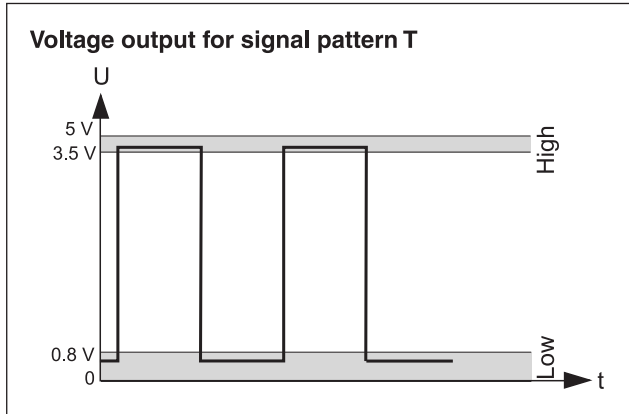 Voltage output for signal pattern T
U
5 V
3.5 V
High
0.8 V
Low
0
t